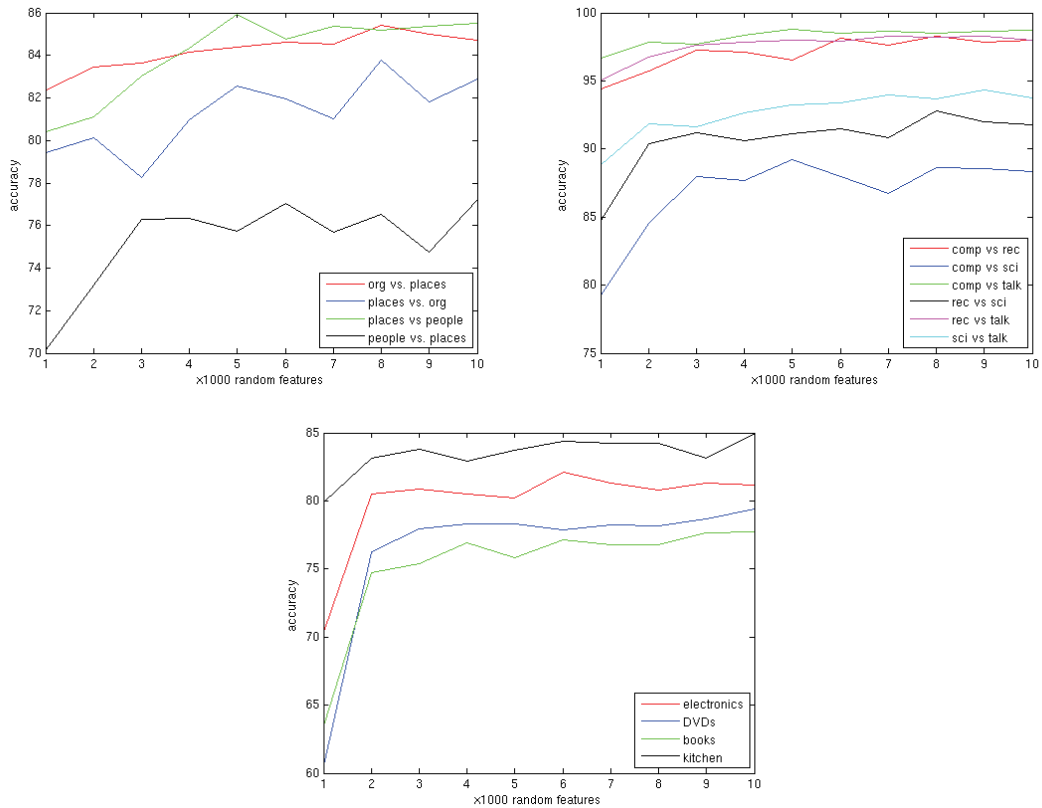 86
84
82
80
78
76
74
72
70
accuracy
org vs. places
places vs. org
places vs people
people vs. places
1 2 3 4 5 6 7 8 9 10
x1000 random features
100
95
90
85
80
75
accuracy
comp vs rec
comp vs sci
comp vs talk
rec vs sci
rec vs talk
sci vs talk
1 2 3 4 5 6 7 8 9 10
x1000 random features
85
80
75
70
65
60
accuracy
electronics
DVDs
books
kitchen
1 2 3 4 5 6 7 8 9 10
x1000 random features